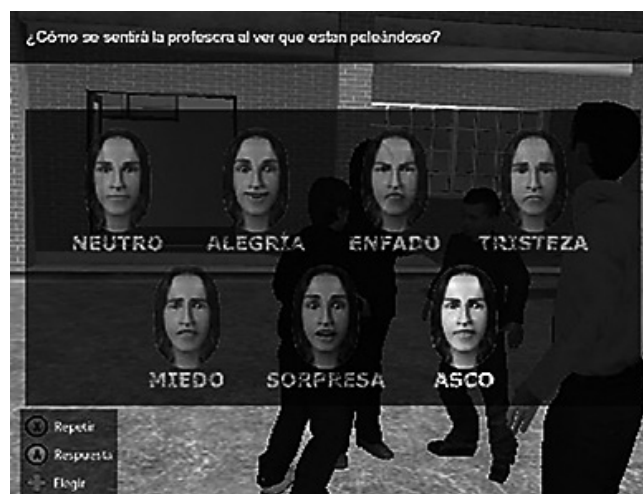 ¿Cómo se sentirá la profesora al ver que estan peleándose?
NEUTRO ALEGRÍA ENFADO TRISTEZA
MIEDO SORPRESA ASCO
X Repetir
A Respuesta
Elegir